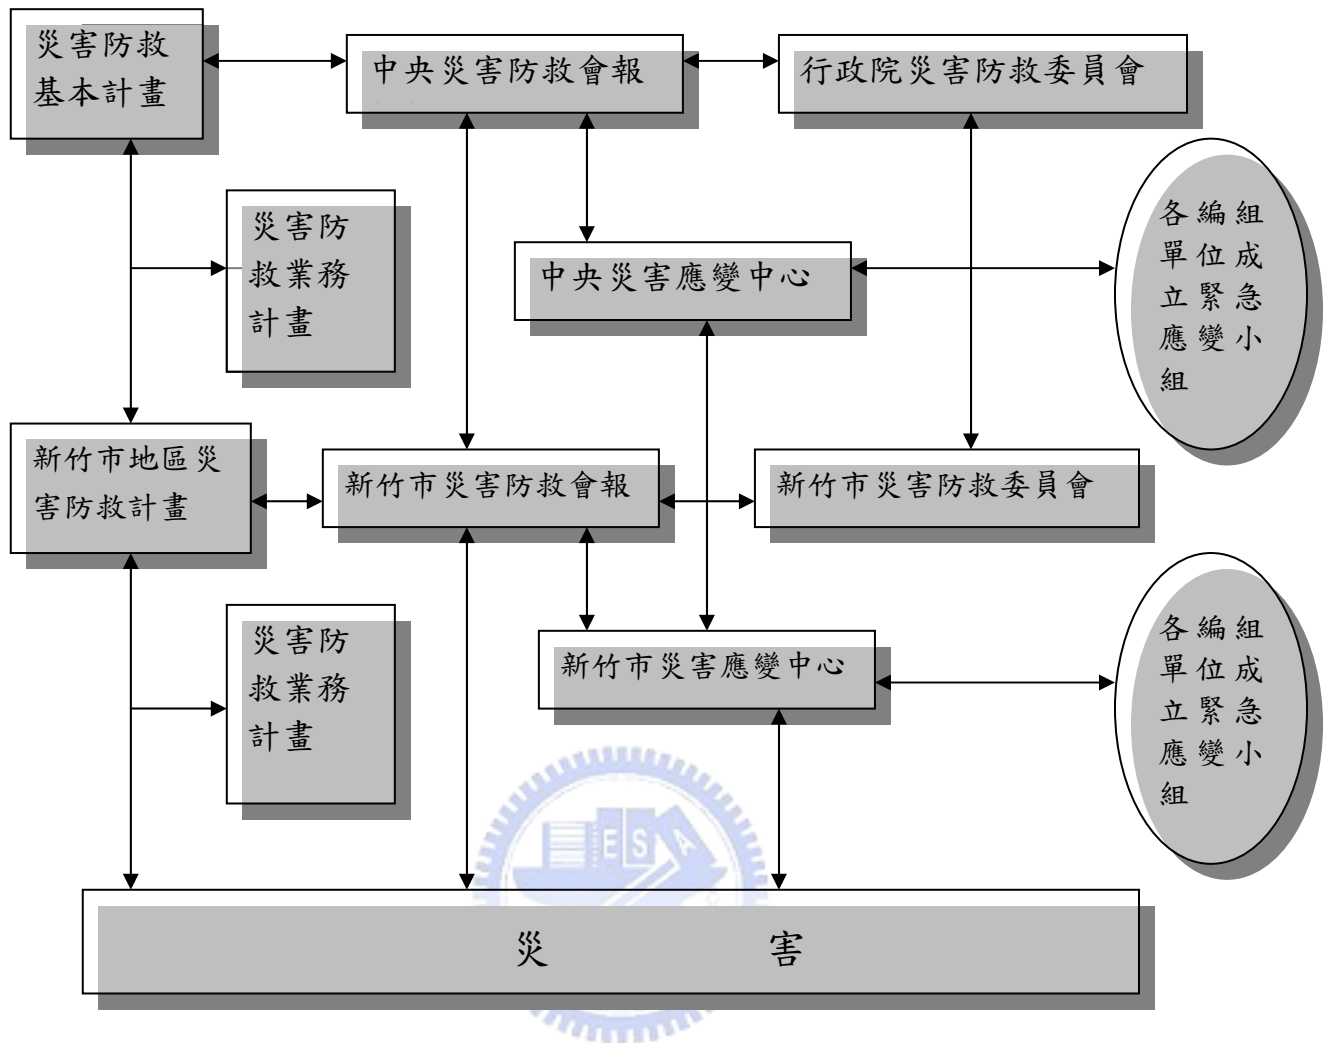 災害防救
基本計畫
中央災害防救會報
行政院災害防救委員會
災害防
救業務
計畫
中央災害應變中心
各編組
單位成
立緊急
應變小
組
新竹市地區災
害防救計畫
新竹市災害防救會報
新竹市災害防救委員會
災害防
救業務
計畫
新竹市災害應變中心
各編組
單位成
立緊急
應變小
組
ESA
災 害